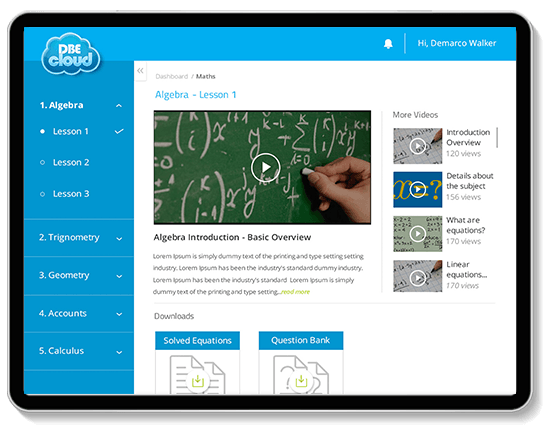 DBE
cloud
Hi, Demarco Walker
Dashboard / Maths
Algebra - Lesson 1
1. Algebra
Lesson 1
Lesson 2
Lesson 3
2. Trignometry
3. Geometry
4. Accounts
5. Calculus
Algebra Introduction - Basic Overview
Lorem Ipsum is simply dummy text of the printing and type setting setting
industry. Lorem Ipsum has been the industry's standard dummy industry.
Lorem Ipsum has been the industry's standard Lorem Ipsum is simply
dummy text of the printing and type setting...read more
More Videos
Introduction
Overview
120 views
Details about
the subject
156 views
What are
equations?
170 views
Linear
equations...
170 views
Downloads
Solved Equations
Question Bank